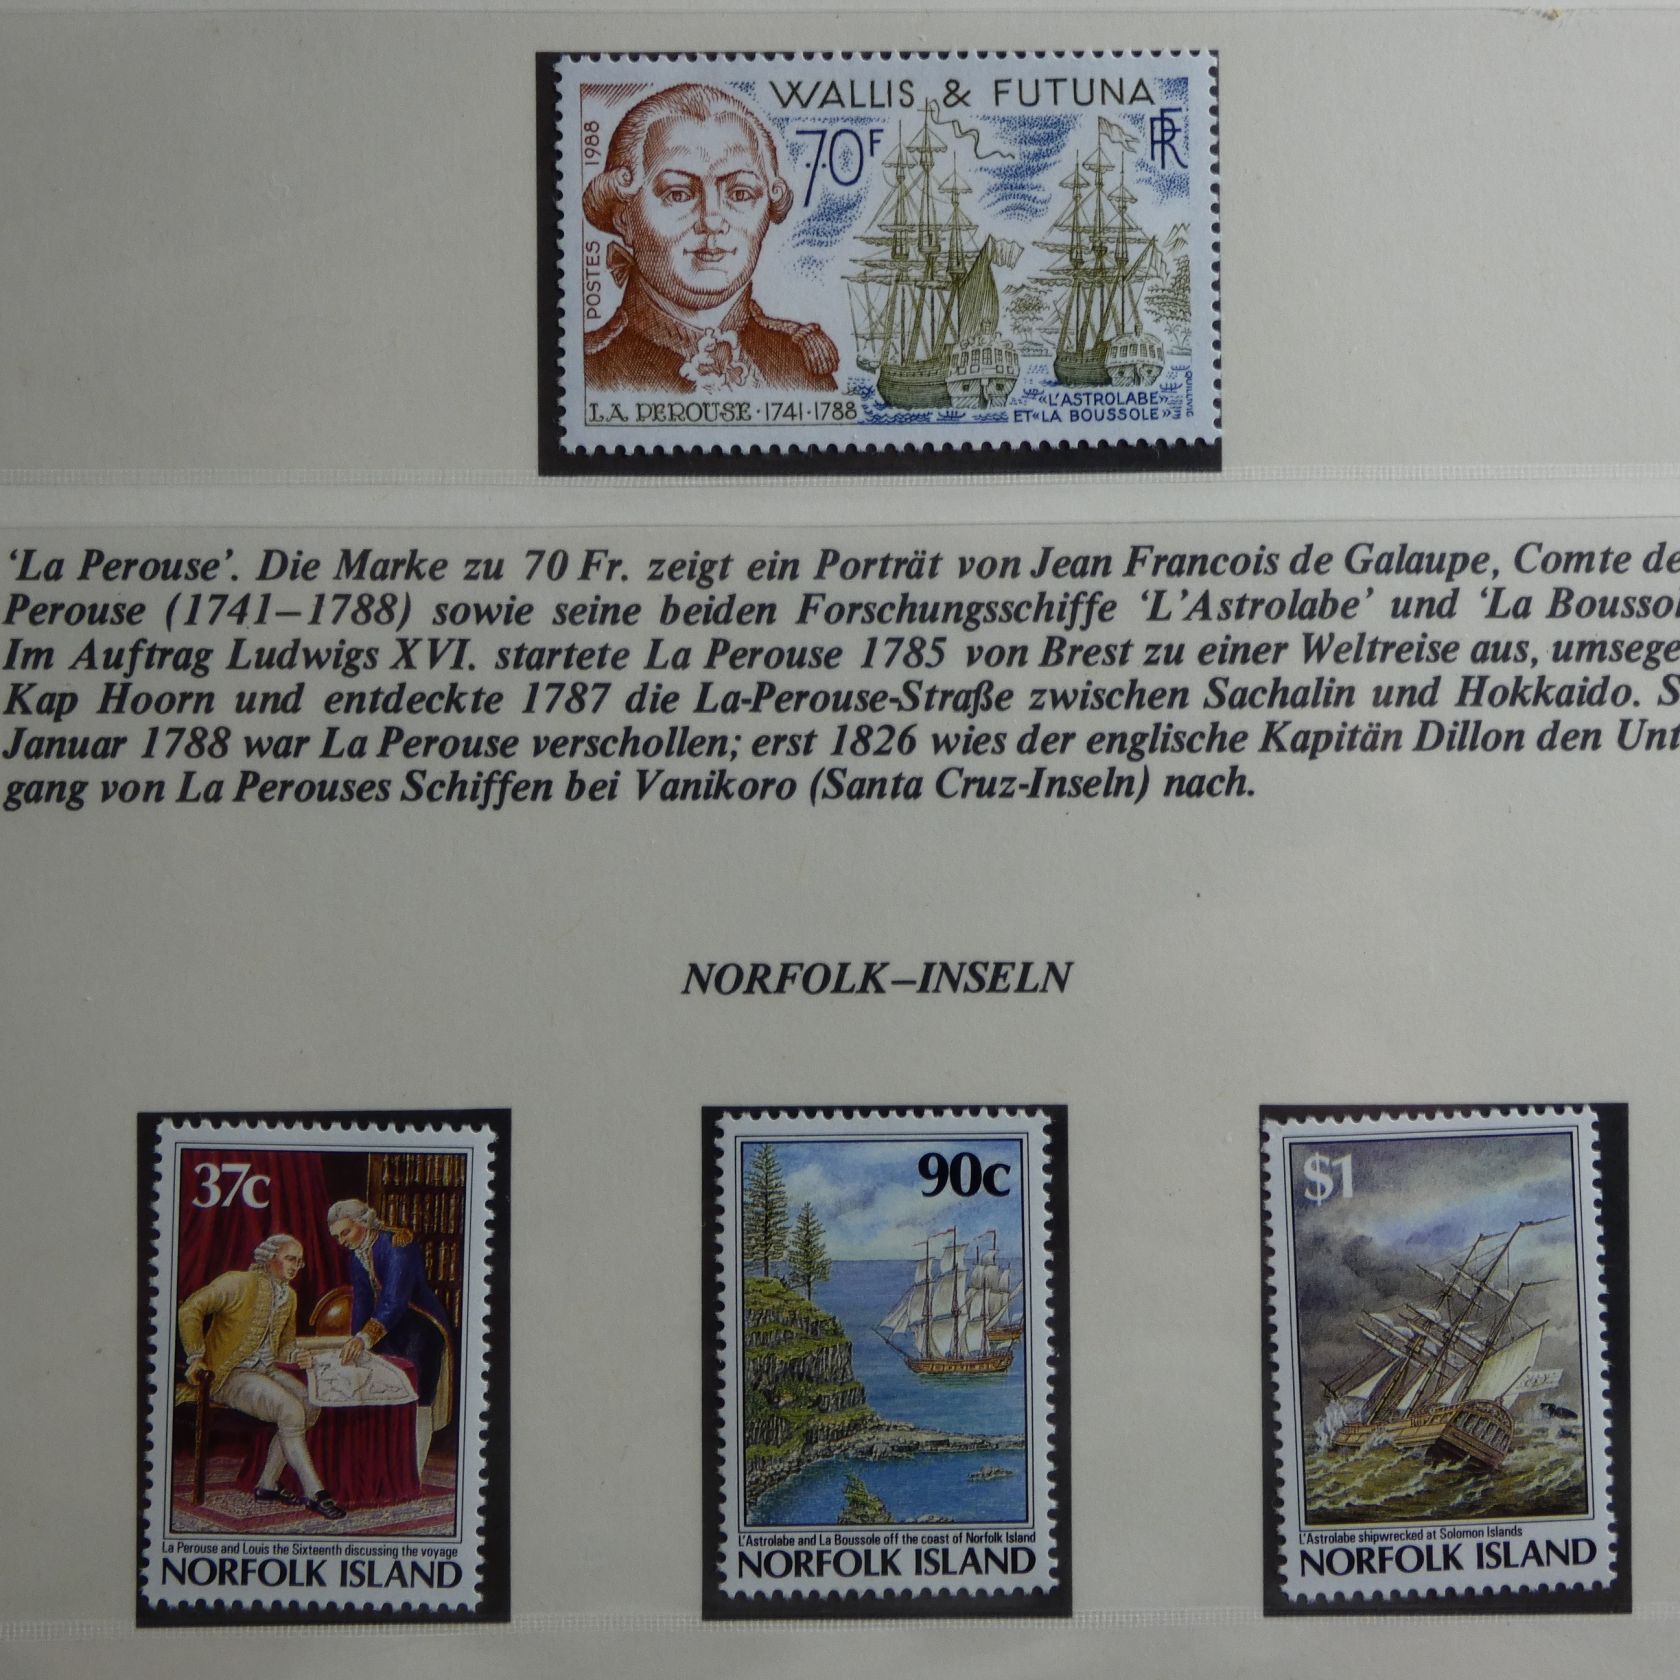 WALLIS & FUTUNA
70F
RF
POSTES 1988
LA PEROUSE · 1741 · 1788
«L'ASTROLABE»
ET «LA BOUSSOLE»
QUILLIVIC
'La Perouse'. Die Marke zu 70 Fr. zeigt ein Porträt von Jean Francois de Galaupe, Comte de
Perouse (1741–1788) sowie seine beiden Forschungsschiffe 'L'Astrolabe' und 'La Boussol
Im Auftrag Ludwigs XVI. startete La Perouse 1785 von Brest zu einer Weltreise aus, umsege
Kap Hoorn und entdeckte 1787 die La-Perouse-Straße zwischen Sachalin und Hokkaido. S
Januar 1788 war La Perouse verschollen; erst 1826 wies der englische Kapitän Dillon den Unt
gang von La Perouses Schiffen bei Vanikoro (Santa Cruz-Inseln) nach.
NORFOLK–INSELN
37c
La Perouse and Louis the Sixteenth discussing the voyage
NORFOLK ISLAND
90c
L'Astrolabe and La Boussole off the coast of Norfolk Island
NORFOLK ISLAND
$1
L'Astrolabe shipwrecked at Solomon Islands
NORFOLK ISLAND